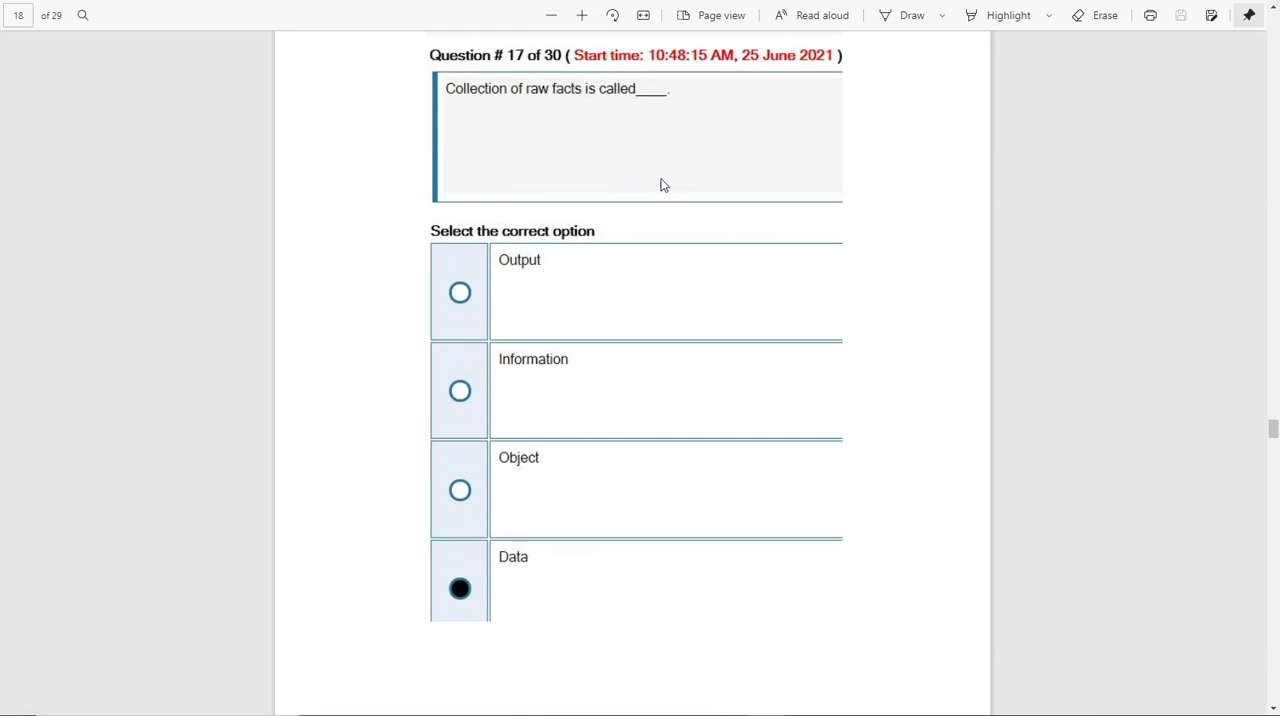 18 of 29 Page view Read aloud Draw Highlight Erase
Question # 17 of 30 ( Start time: 10:48:15 AM, 25 June 2021 )
Collection of raw facts is called____.
Select the correct option
Output
Information
Object
Data